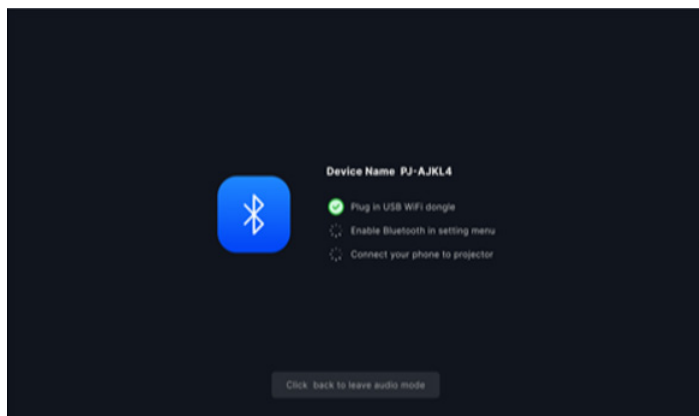 Device Name PJ-AJKL4
Plug in USB WiFi dongle
Enable Bluetooth in setting menu
Connect your phone to projector
Click back to leave audio mode